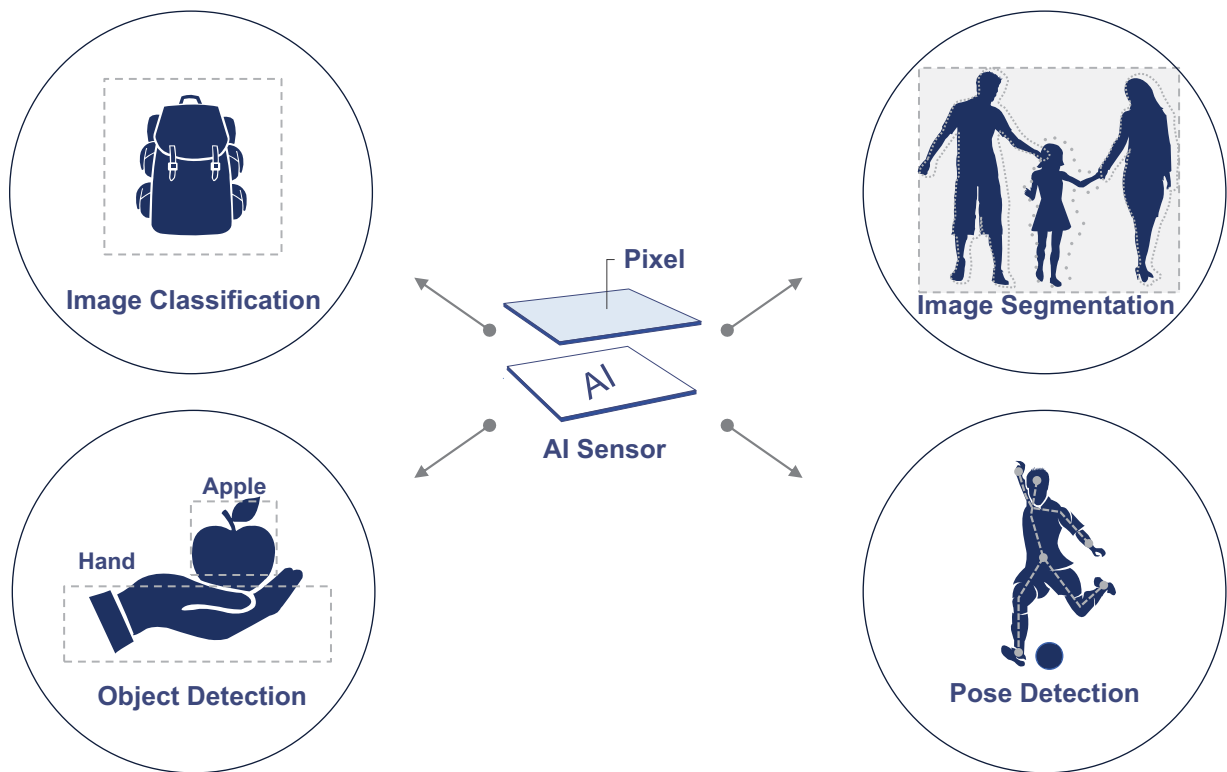 Image Classification
Image Segmentation
Pixel
AI
AI Sensor
Apple
Hand
Object Detection
Pose Detection